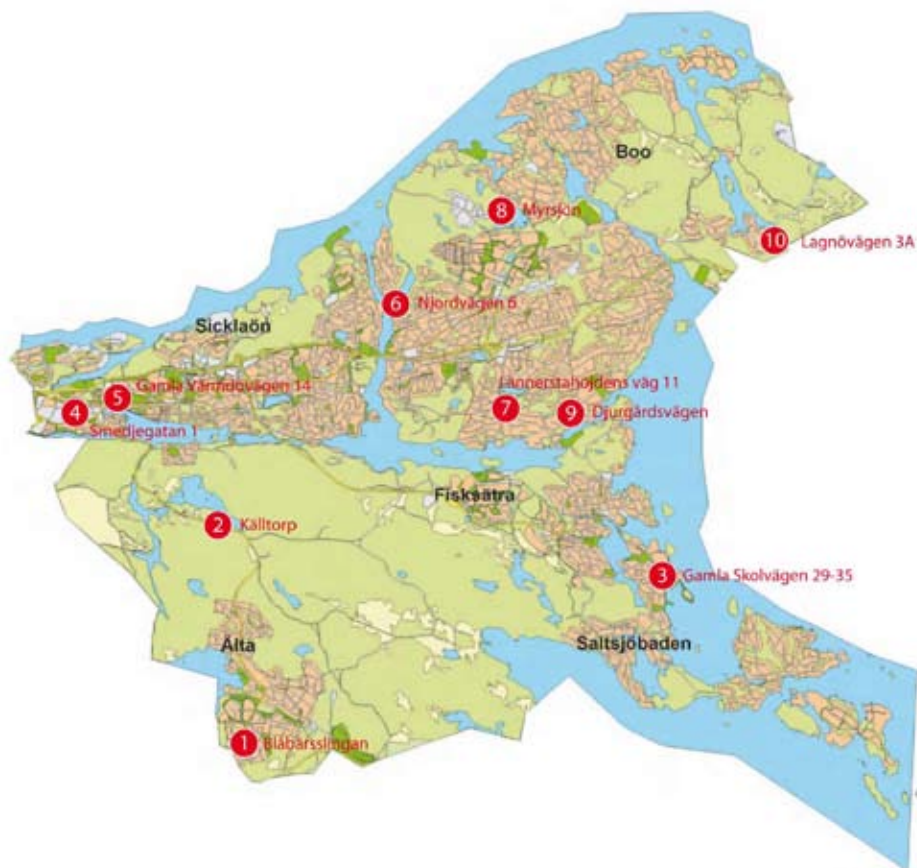 Boo
8 Myrsjön
10 Lagnövägen 3A
6 Njordvägen 6
Sicklaön
Gamla Värmdövägen 14
5
Lännerstahöjdens väg 11
4
7
9 Djurgårdsvägen
Smedjegatan 1
Fisksätra
2 Källtorp
3 Gamla Skolvägen 29-35
Älta
Saltsjöbaden
1 Blåbärsslingan